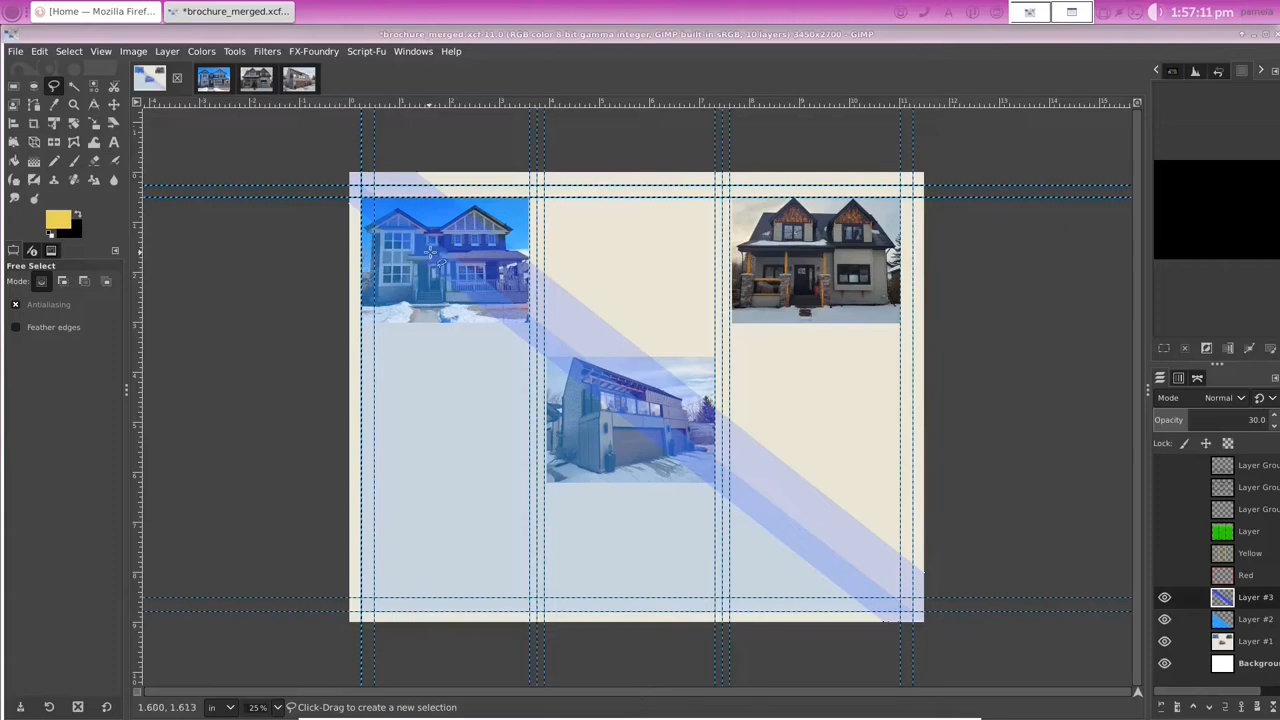 [Home — Mozilla Firef...
*brochure_merged.xcf...
1:57:11 pm
pamela
*brochure_merged.xcf-11.0 (RGB color 8-bit gamma integer, GIMP built-in sRGB, 10 layers) 3450x2700 – GIMP
File Edit Select View Image Layer Colors Tools Filters FX-Foundry Script-Fu Windows Help
Free Select
Mode:
Antialiasing
Feather edges
Mode Normal
Opacity 30.0
Lock:
Layer Grou
Layer Grou
Layer Grou
Layer
Yellow
Red
Layer #3
Layer #2
Layer #1
Backgroun
1.600, 1.613 in 25% Click-Drag to create a new selection